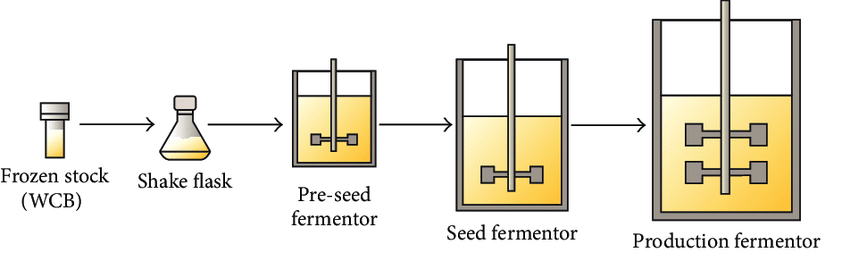 Frozen stock
(WCB)
Shake flask
Pre-seed
fermentor
Seed fermentor
Production fermentor